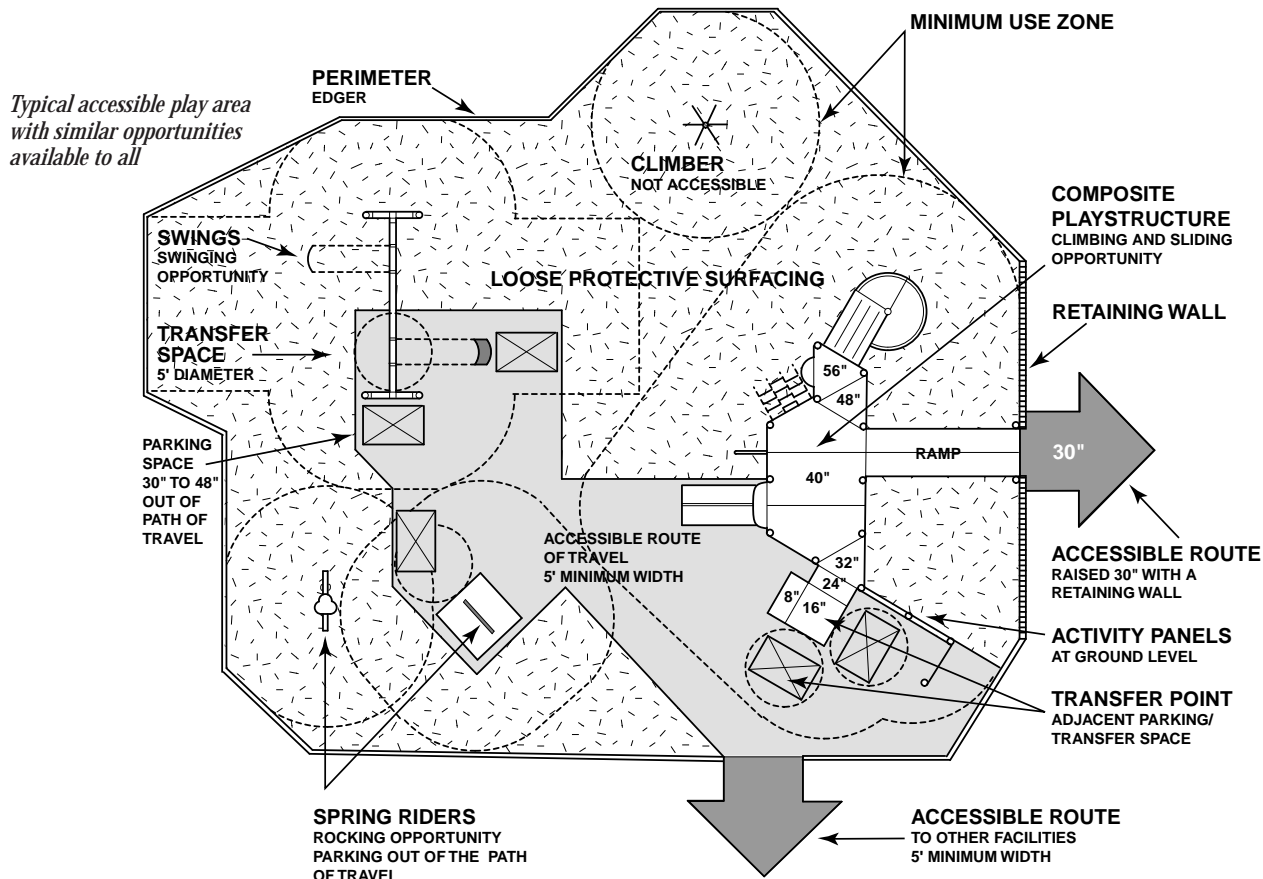 Typical accessible play area
with similar opportunities
available to all
PERIMETER
EDGER
MINIMUM USE ZONE
CLIMBER
NOT ACCESSIBLE
COMPOSITE
PLAYSTRUCTURE
CLIMBING AND SLIDING
OPPORTUNITY
SWINGS
SWINGING
OPPORTUNITY
LOOSE PROTECTIVE SURFACING
RETAINING WALL
TRANSFER
SPACE
5' DIAMETER
56"
48"
PARKING
SPACE
30" TO 48"
OUT OF
PATH OF
TRAVEL
RAMP
30"
40"
ACCESSIBLE ROUTE
OF TRAVEL
5' MINIMUM WIDTH
32"
24"
8"
16"
ACCESSIBLE ROUTE
RAISED 30" WITH A
RETAINING WALL
ACTIVITY PANELS
AT GROUND LEVEL
TRANSFER POINT
ADJACENT PARKING/
TRANSFER SPACE
SPRING RIDERS
ROCKING OPPORTUNITY
PARKING OUT OF THE PATH
OF TRAVEL
ACCESSIBLE ROUTE
TO OTHER FACILITIES
5' MINIMUM WIDTH